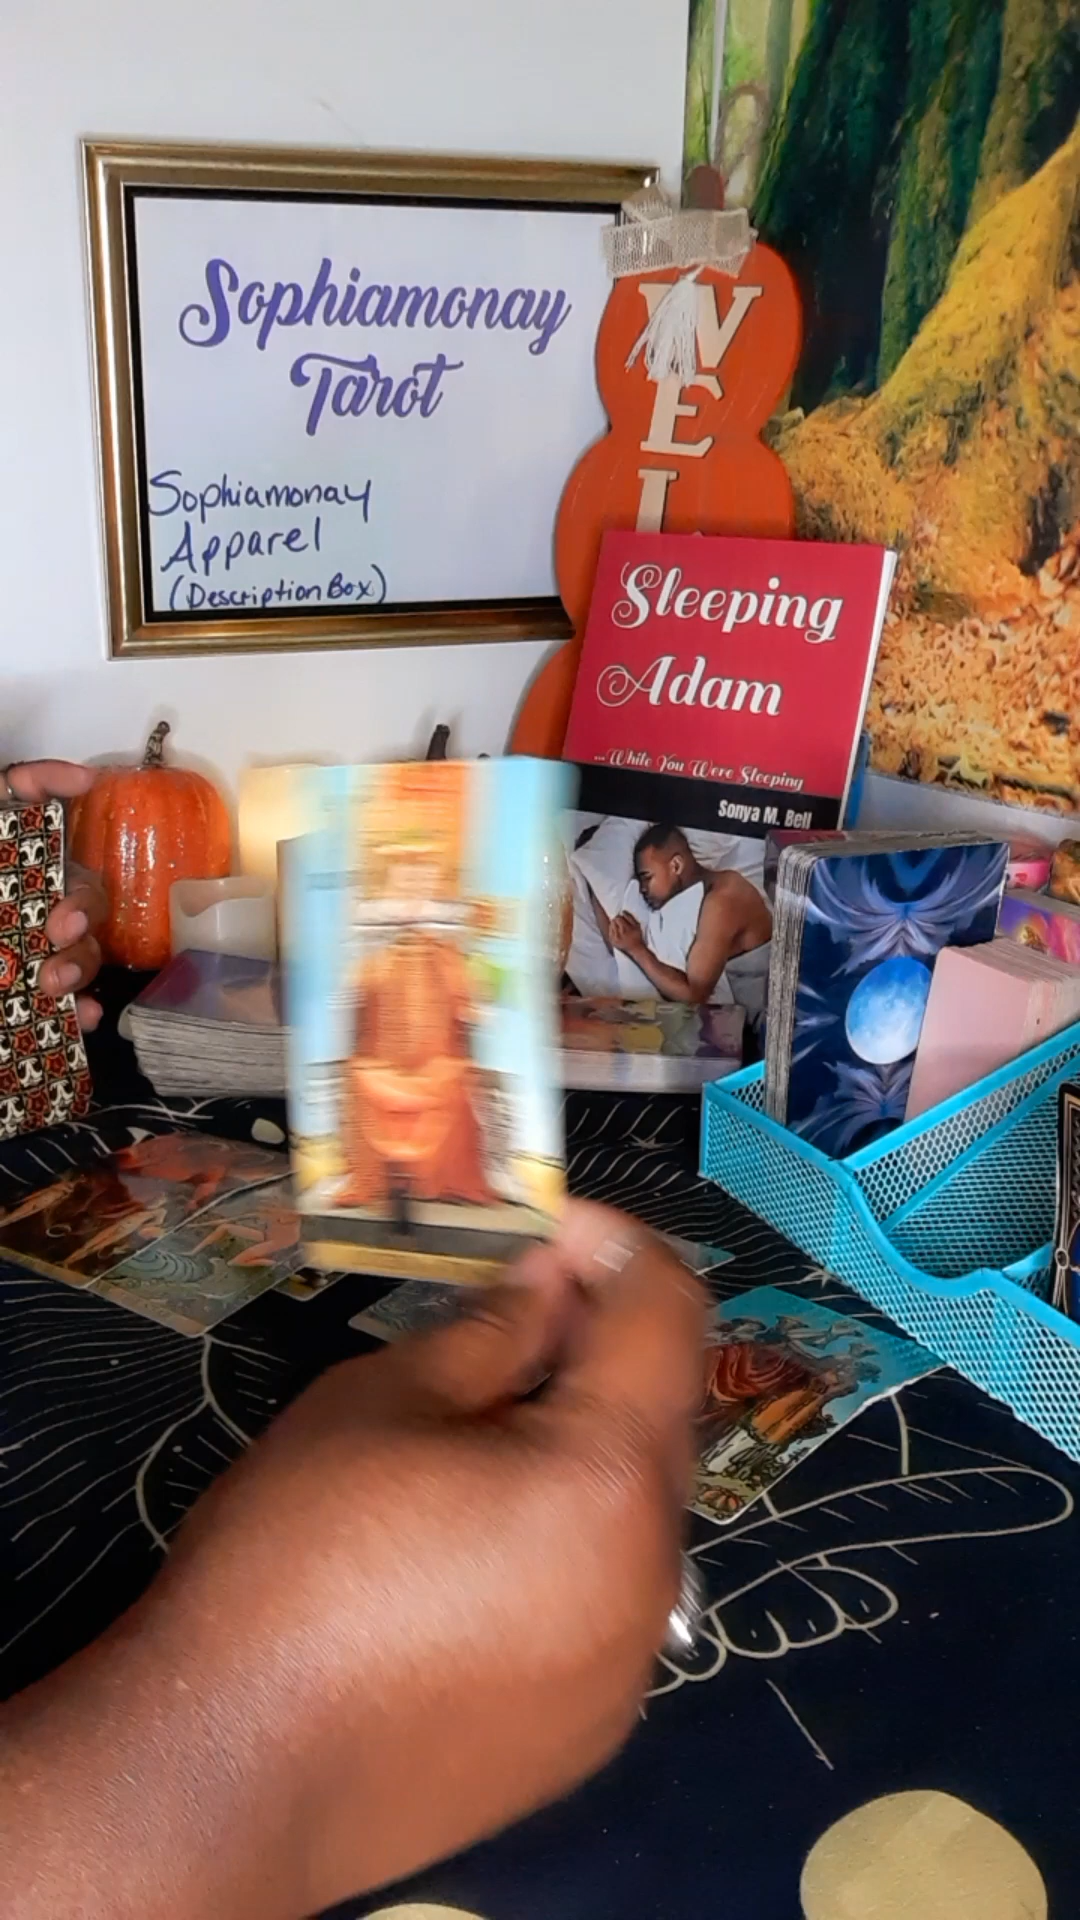 Sophiamonay
Tarot
Sophiamonay
Apparel
(Description Box)
W
E
L
Sleeping
Adam
...While You Were Sleeping
Sonya M. Bell